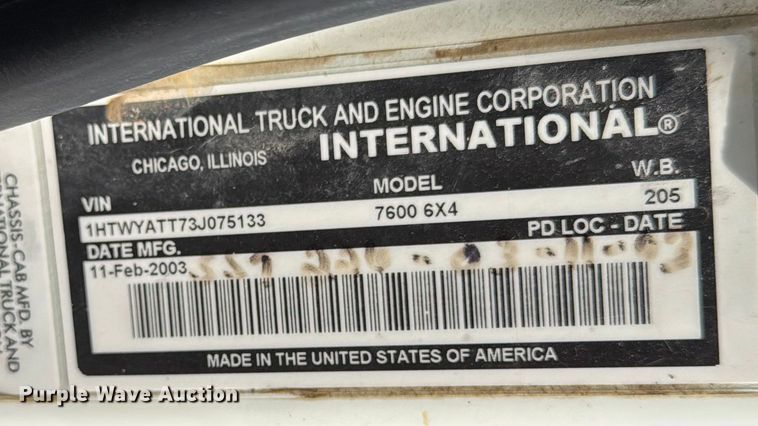 INTERNATIONAL TRUCK AND ENGINE CORPORATION
CHICAGO, ILLINOIS INTERNATIONAL®
VIN MODEL W.B.
1HTWYATT73J075133 7600 6X4 205
DATE MFG. PD LOC - DATE
11-Feb-2003
MADE IN THE UNITED STATES OF AMERICA
CHASSIS-CAB MFD. BY
TRUCK AND
Purple Wave Auction